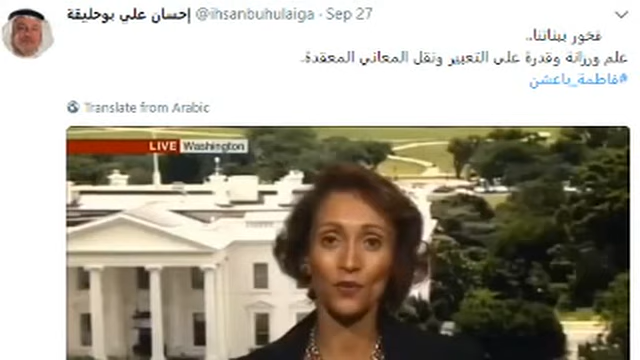 إحسان علي بوحليقة @ihsanbuhulaiga · Sep 27
فخور ببناتنا..
علم ورزانة وقدرة على التعبير ونقل المعاني المعقدة.
#فاطمة_باعشن
Translate from Arabic
LIVE Washington